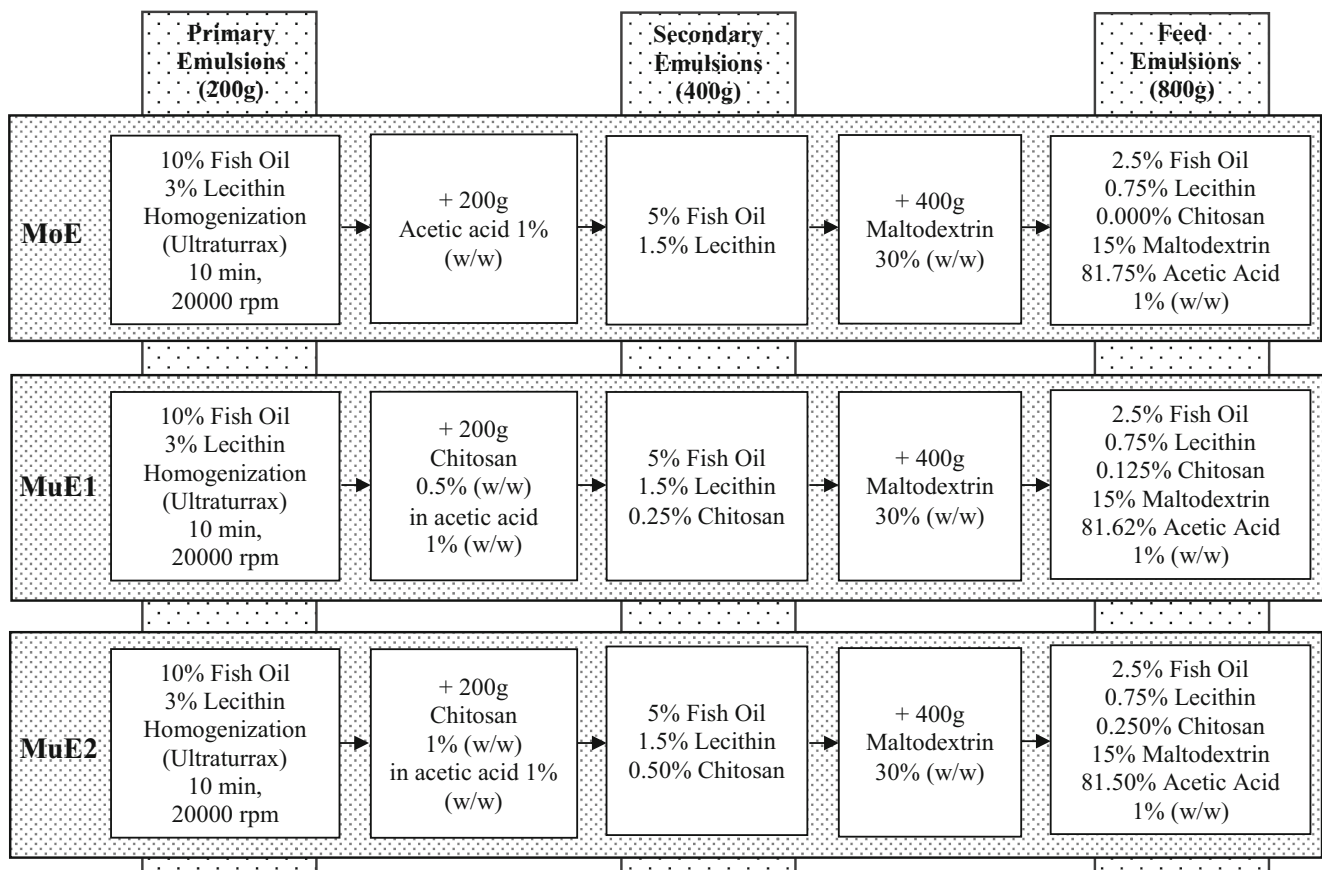 Primary
Emulsions
(200g)
Secondary
Emulsions
(400g)
Feed
Emulsions
(800g)
MoE
10% Fish Oil
3% Lecithin
Homogenization
(Ultraturrax)
10 min,
20000 rpm
+ 200g
Acetic acid 1%
(w/w)
5% Fish Oil
1.5% Lecithin
+ 400g
Maltodextrin
30% (w/w)
2.5% Fish Oil
0.75% Lecithin
0.000% Chitosan
15% Maltodextrin
81.75% Acetic Acid
1% (w/w)
MuE1
10% Fish Oil
3% Lecithin
Homogenization
(Ultraturrax)
10 min,
20000 rpm
+ 200g
Chitosan
0.5% (w/w)
in acetic acid
1% (w/w)
5% Fish Oil
1.5% Lecithin
0.25% Chitosan
+ 400g
Maltodextrin
30% (w/w)
2.5% Fish Oil
0.75% Lecithin
0.125% Chitosan
15% Maltodextrin
81.62% Acetic Acid
1% (w/w)
MuE2
10% Fish Oil
3% Lecithin
Homogenization
(Ultraturrax)
10 min,
20000 rpm
+ 200g
Chitosan
1% (w/w)
in acetic acid 1%
(w/w)
5% Fish Oil
1.5% Lecithin
0.50% Chitosan
+ 400g
Maltodextrin
30% (w/w)
2.5% Fish Oil
0.75% Lecithin
0.250% Chitosan
15% Maltodextrin
81.50% Acetic Acid
1% (w/w)